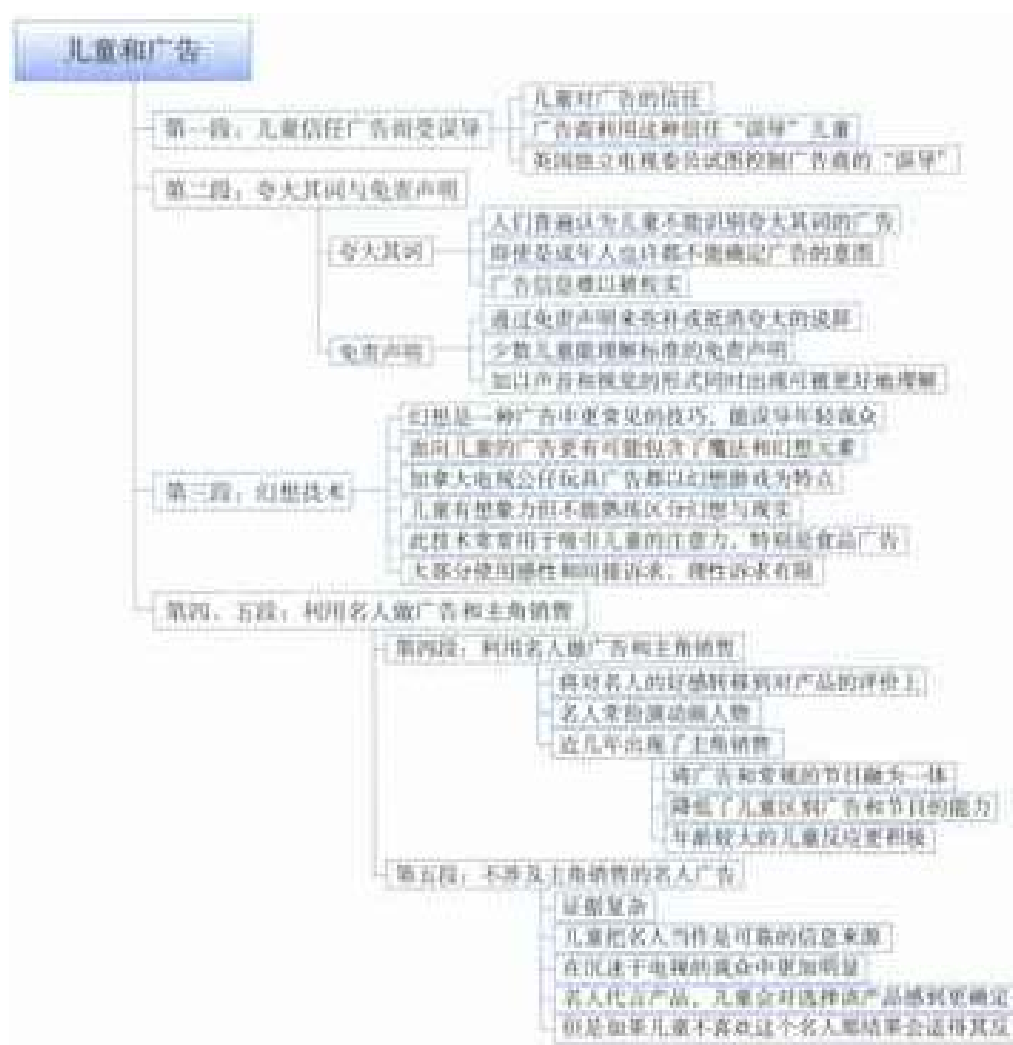 儿童和广告
第一段：儿童信任广告而受误导
儿童对广告的信任
广告商利用这种信任“误导”儿童
英国独立电视委员试图控制广告商的“误导”
第二段：夸大其词与免责声明
夸大其词
人们普遍认为儿童不能识别夸大其词的广告
即使是成年人也许都不能确定广告的意图
广告信息难以被核实
免责声明
通过免责声明来弥补或抵消夸大的说辞
少数儿童能理解标准的免责声明
加以声音和视觉的形式同时出现可被更好地理解
第三段：幻想技术
幻想是一种广告中更常见的技巧，能误导年轻观众
面向儿童的广告更有可能包含了魔法和幻想元素
加拿大电视公仔玩具广告都以幻想游戏为特点
儿童有想象力但不能熟练区分幻想与现实
此技术常常用于吸引儿童的注意力，特别是食品广告
大部分使用感性和间接诉求，理性诉求有限
第四、五段：利用名人做广告和主角销售
第四段：利用名人做广告和主角销售
将对名人的好感转移到对产品的评价上
名人常扮演动画人物
近几年出现了主角销售
将广告和常规的节目融为一体
降低了儿童区别广告和节目的能力
年龄较大的儿童反应更积极
第五段：不涉及主角销售的名人广告
证据复杂
儿童把名人当作是可靠的信息来源
在沉迷于电视的观众中更加明显
名人代言产品，儿童会对选择该产品感到更确定
但是如果儿童不喜欢这个名人那结果会适得其反